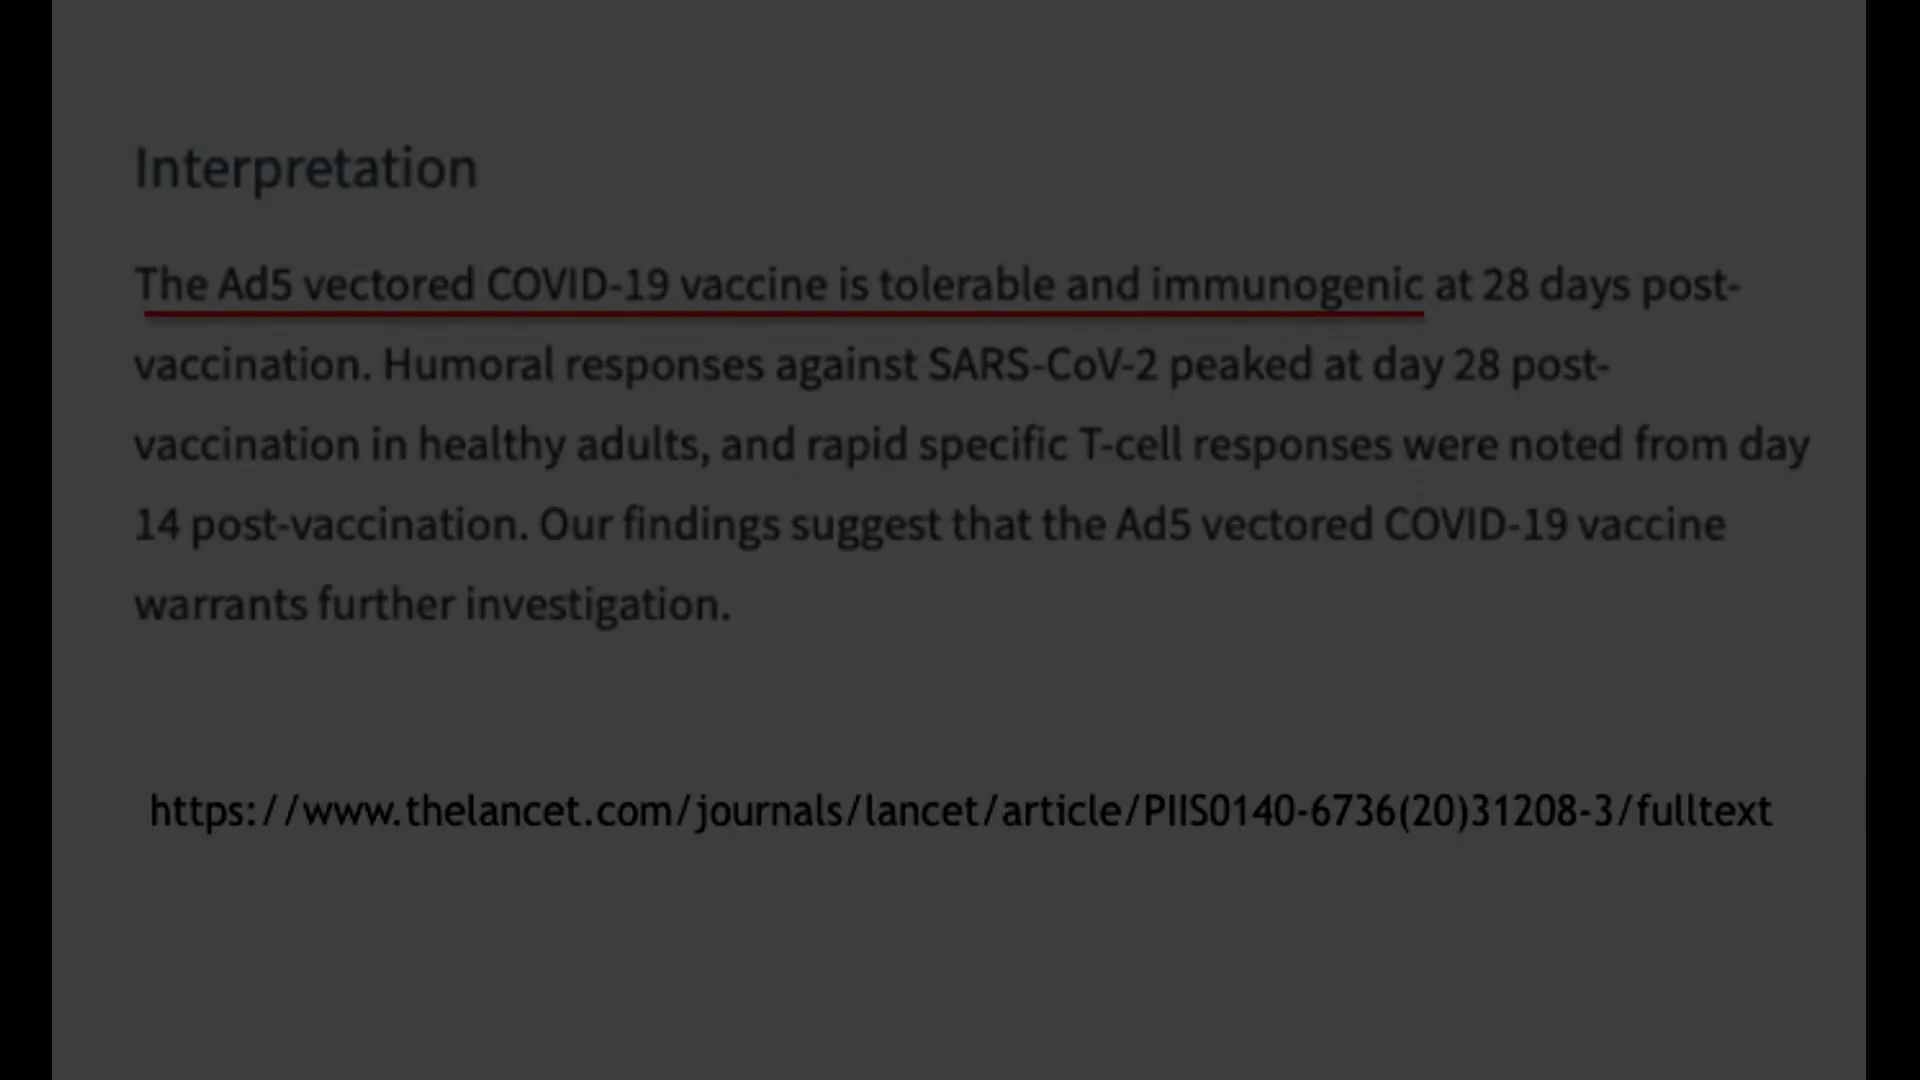 Interpretation
The Ad5 vectored COVID-19 vaccine is tolerable and immunogenic at 28 days post-
vaccination. Humoral responses against SARS-CoV-2 peaked at day 28 post-
vaccination in healthy adults, and rapid specific T-cell responses were noted from day
14 post-vaccination. Our findings suggest that the Ad5 vectored COVID-19 vaccine
warrants further investigation.
https://www.thelancet.com/journals/lancet/article/PIIS0140-6736(20)31208-3/fulltext